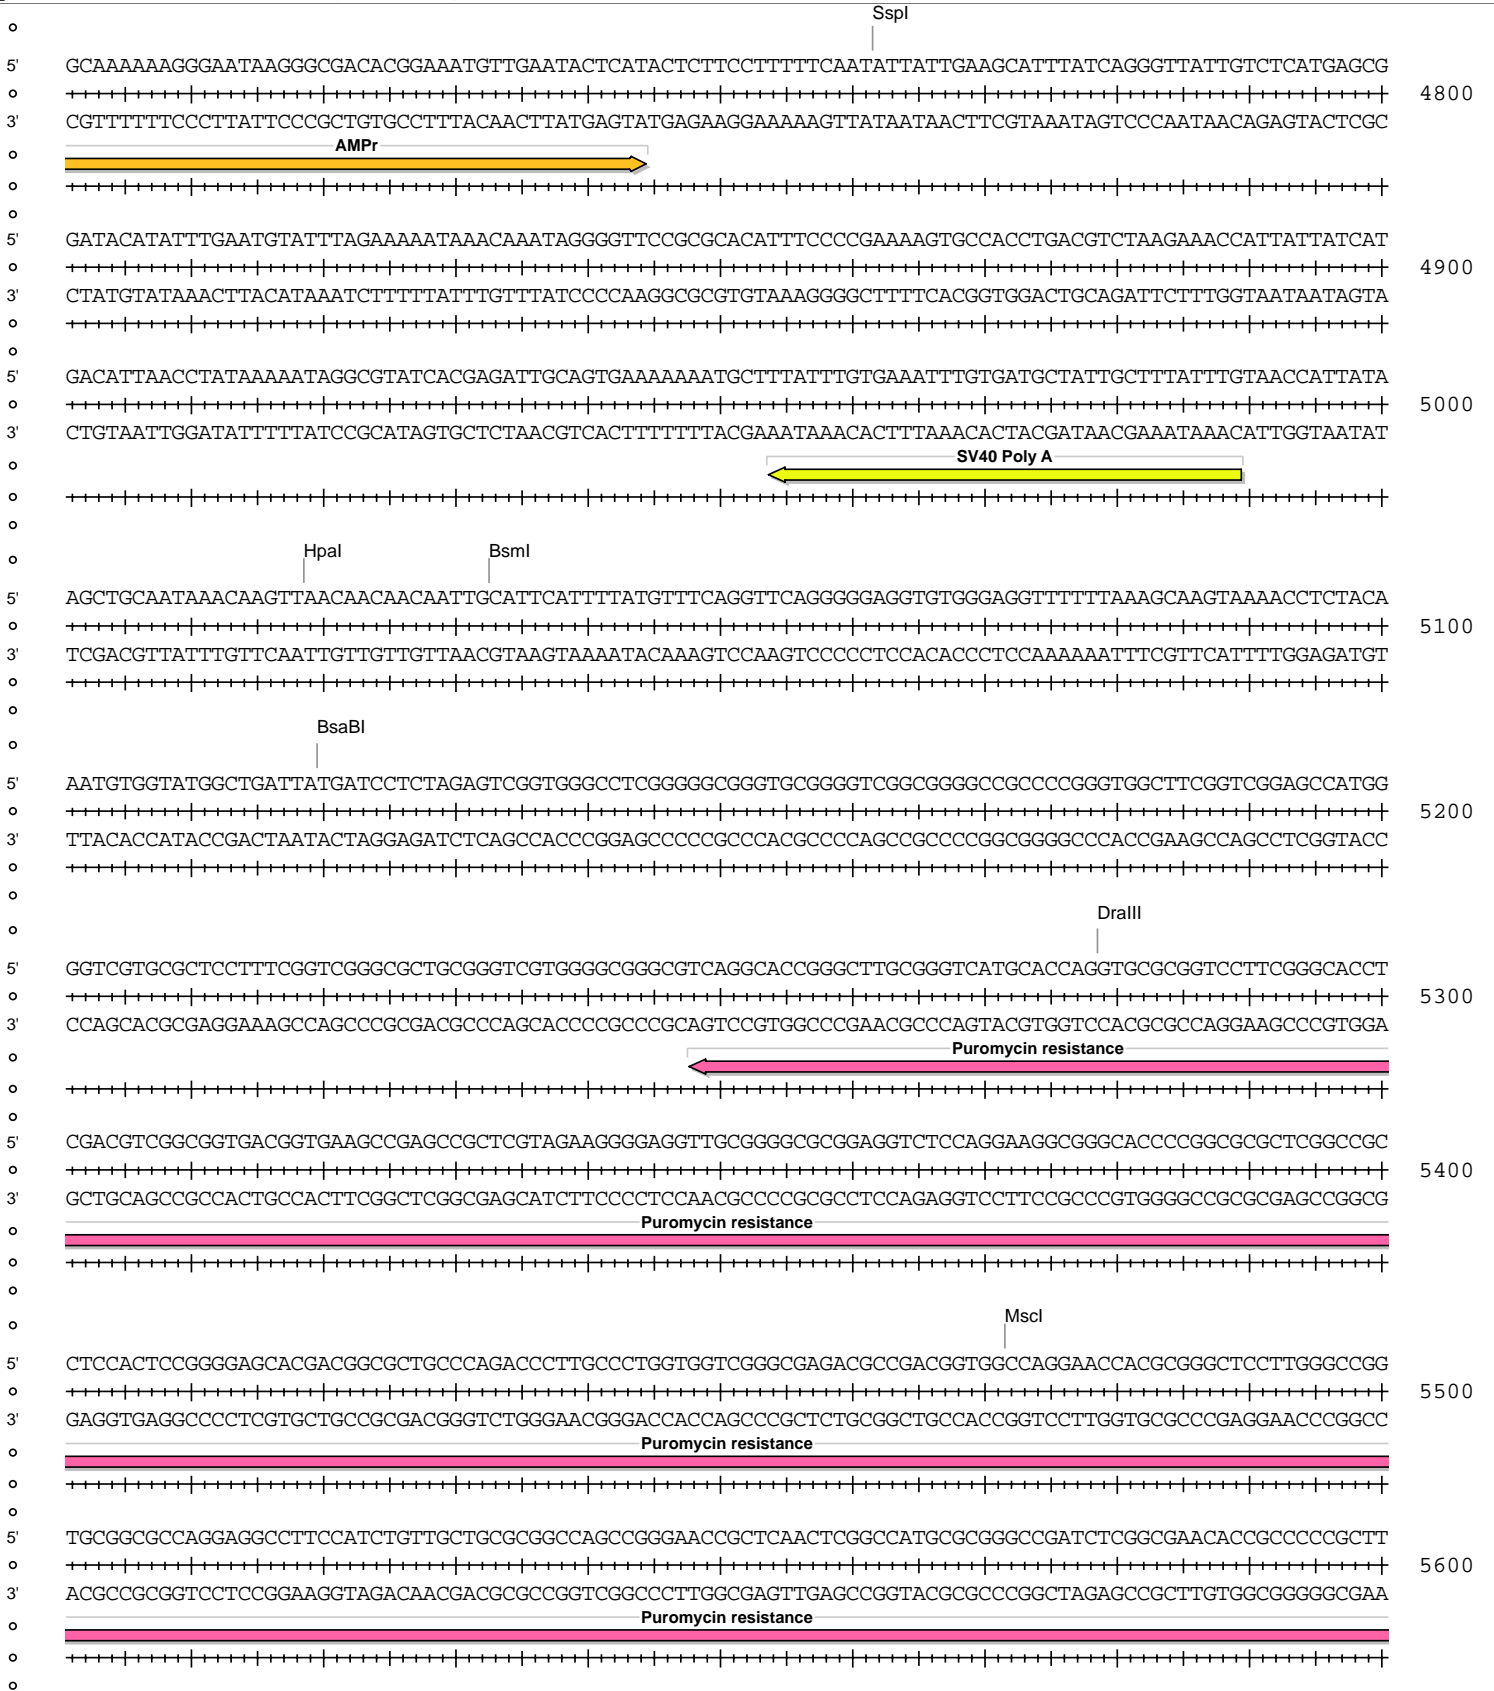 SspI
5' GCAAAAAAGGGAATAAGGGCGACACGGAAATGTTGAATACTCATACTCTTCCTTTTTCAATATTATTGAAGCATTTATCAGGGTTATTGTCTCATGAGCG
4800
3' CGTTTTTTCCCTTATTCCCGCTGTGCCTTTACAACTTATGAGTATGAGAAGGAAAAAGTTATAATAACTTCGTAAATAGTCCCAATAACAGAGTACTCGC
AMPr
5' GATACATATTTGAATGTATTTAGAAAAATAAACAAATAGGGGTTCCGCGCACATTTCCCCGAAAAGTGCCACCTGACGTCTAAGAAACCATTATTATCAT
4900
3' CTATGTATAAACTTACATAAATCTTTTTATTTGTTTATCCCCAAGGCGCGTGTAAAGGGGCTTTTCACGGTGGACTGCAGATTCTTTGGTAATAATAGTA
5' GACATTAACCTATAAAAATAGGCGTATCACGAGATTGCAGTGAAAAAAATGCTTTATTTGTGAAATTTGTGATGCTATTGCTTTATTTGTAACCATTATA
5000
3' CTGTAATTGGATATTTTTATCCGCATAGTGCTCTAACGTCACTTTTTTTACGAAATAAACACTTTAAACACTACGATAACGAAATAAACATTGGTAATAT
SV40 Poly A
HpaI BsmI
5' AGCTGCAATAAACAAGTTAACAACAACAATTGCATTCATTTTATGTTTCAGGTTCAGGGGGAGGTGTGGGAGGTTTTTTAAAGCAAGTAAAACCTCTACA
5100
3' TCGACGTTATTTGTTCAATTGTTGTTGTTAACGTAAGTAAAATACAAAGTCCAAGTCCCCCTCCACACCCTCCAAAAAATTTCGTTCATTTTGGAGATGT
BsaBI
5' AATGTGGTATGGCTGATTATGATCCTCTAGAGTCGGTGGGCCTCGGGGGCGGGTGCGGGGTCGGCGGGGCCGCCCCGGGTGGCTTCGGTCGGAGCCATGG
5200
3' TTACACCATACCGACTAATACTAGGAGATCTCAGCCACCCGGAGCCCCCGCCCACGCCCCAGCCGCCCCGGCGGGGCCCACCGAAGCCAGCCTCGGTACC
DraIII
5' GGTCGTGCGCTCCTTTCGGTCGGGCGCTGCGGGTCGTGGGGCGGGCGTCAGGCACCGGGCTTGCGGGTCATGCACCAGGTGCGCGGTCCTTCGGGCACCT
5300
3' CCAGCACGCGAGGAAAGCCAGCCCGCGACGCCCAGCACCCCGCCCGCAGTCCGTGGCCCGAACGCCCAGTACGTGGTCCACGCGCCAGGAAGCCCGTGGA
Puromycin resistance
5' CGACGTCGGCGGTGACGGTGAAGCCGAGCCGCTCGTAGAAGGGGAGGTTGCGGGGCGCGGAGGTCTCCAGGAAGGCGGGCACCCCGGCGCGCTCGGCCGC
5400
3' GCTGCAGCCGCCACTGCCACTTCGGCTCGGCGAGCATCTTCCCCTCCAACGCCCCGCGCCTCCAGAGGTCCTTCCGCCCGTGGGGCCGCGCGAGCCGGCG
Puromycin resistance
MscI
5' CTCCACTCCGGGGAGCACGACGGCGCTGCCCAGACCCTTGCCCTGGTGGTCGGGCGAGACGCCGACGGTGGCCAGGAACCACGCGGGCTCCTTGGGCCGG
5500
3' GAGGTGAGGCCCCTCGTGCTGCCGCGACGGGTCTGGGAACGGGACCACCAGCCCGCTCTGCGGCTGCCACCGGTCCTTGGTGCGCCCGAGGAACCCGGCC
Puromycin resistance
5' TGCGGCGCCAGGAGGCCTTCCATCTGTTGCTGCGCGGCCAGCCGGGAACCGCTCAACTCGGCCATGCGCGGGCCGATCTCGGCGAACACCGCCCCCGCTT
5600
3' ACGCCGCGGTCCTCCGGAAGGTAGACAACGACGCGCCGGTCGGCCCTTGGCGAGTTGAGCCGGTACGCGCCCGGCTAGAGCCGCTTGTGGCGGGGGCGAA
Puromycin resistance